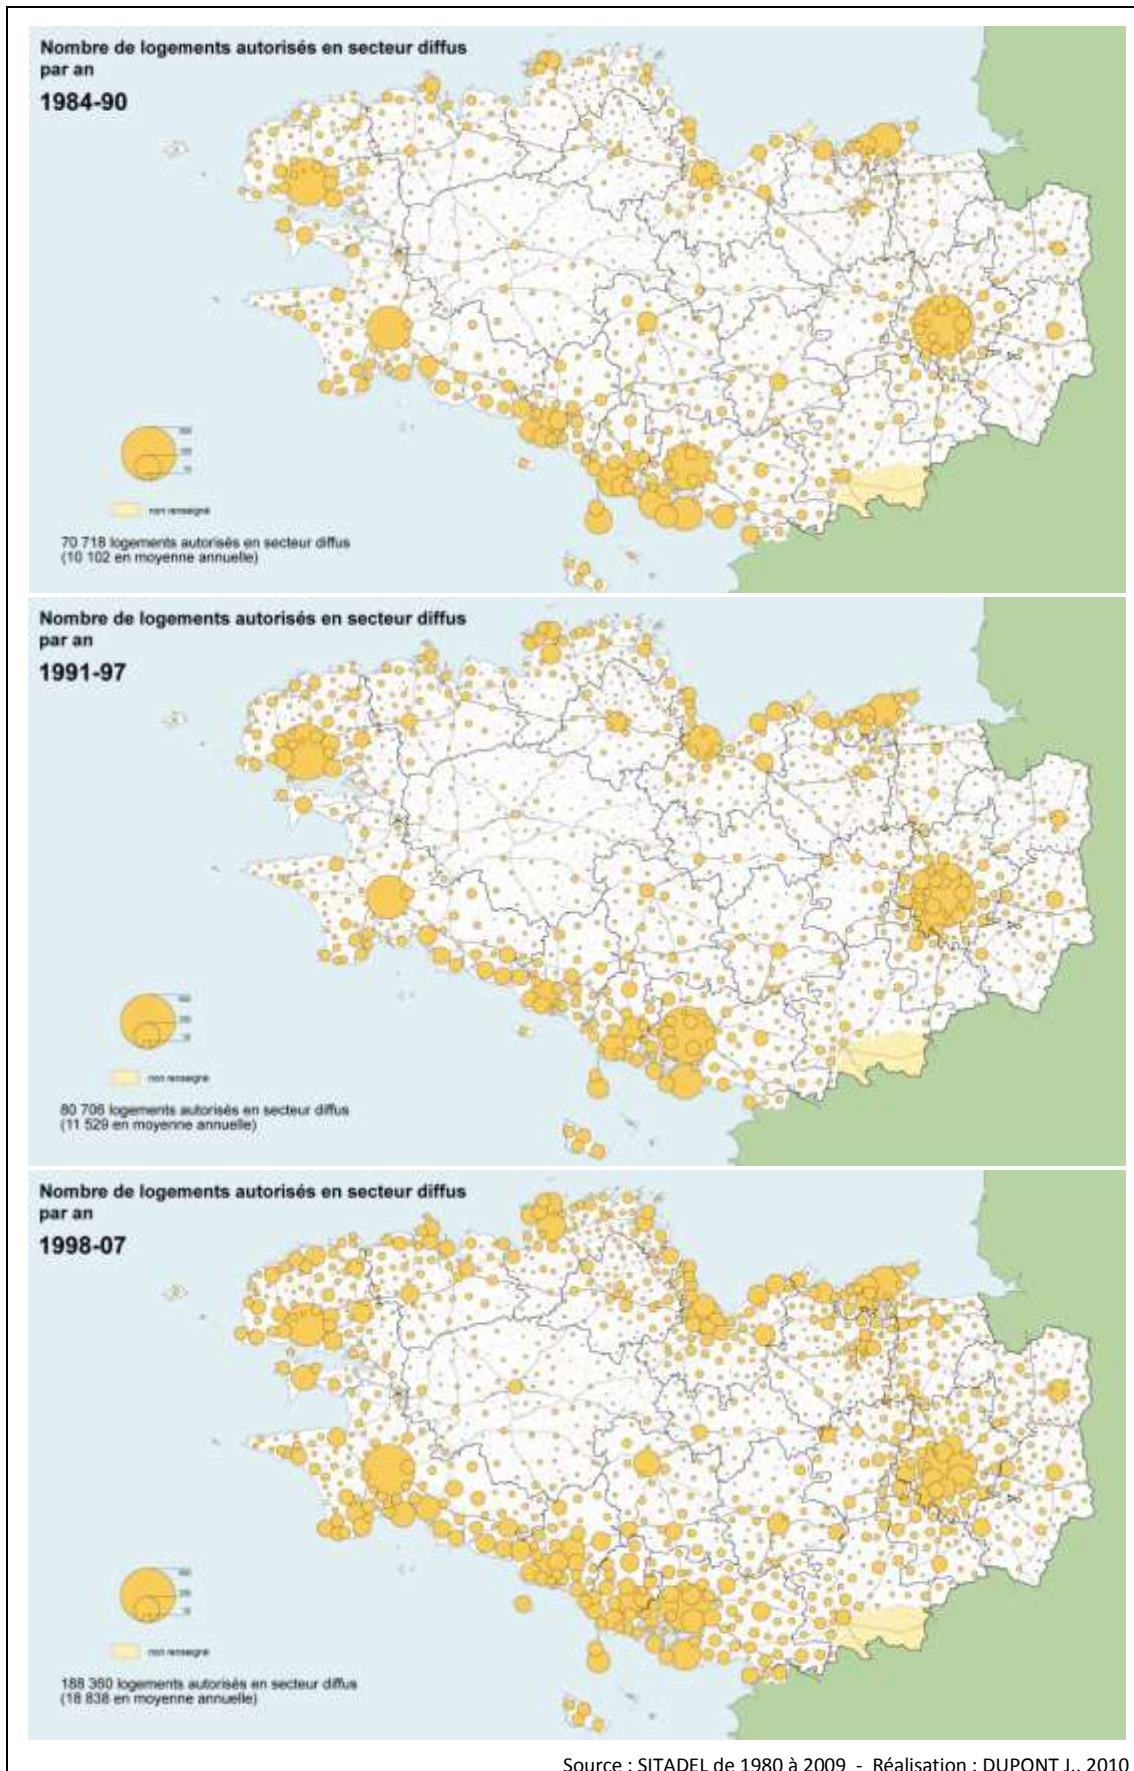 Nombre de logements autorisés en secteur diffus
par an
1984-90
non renseigné
70 718 logements autorisés en secteur diffus
(10 102 en moyenne annuelle)
Nombre de logements autorisés en secteur diffus
par an
1991-97
non renseigné
80 706 logements autorisés en secteur diffus
(11 529 en moyenne annuelle)
Nombre de logements autorisés en secteur diffus
par an
1998-07
non renseigné
188 380 logements autorisés en secteur diffus
(18 838 en moyenne annuelle)
Source : SITADEL de 1980 à 2009 - Réalisation : DUPONT J., 2010